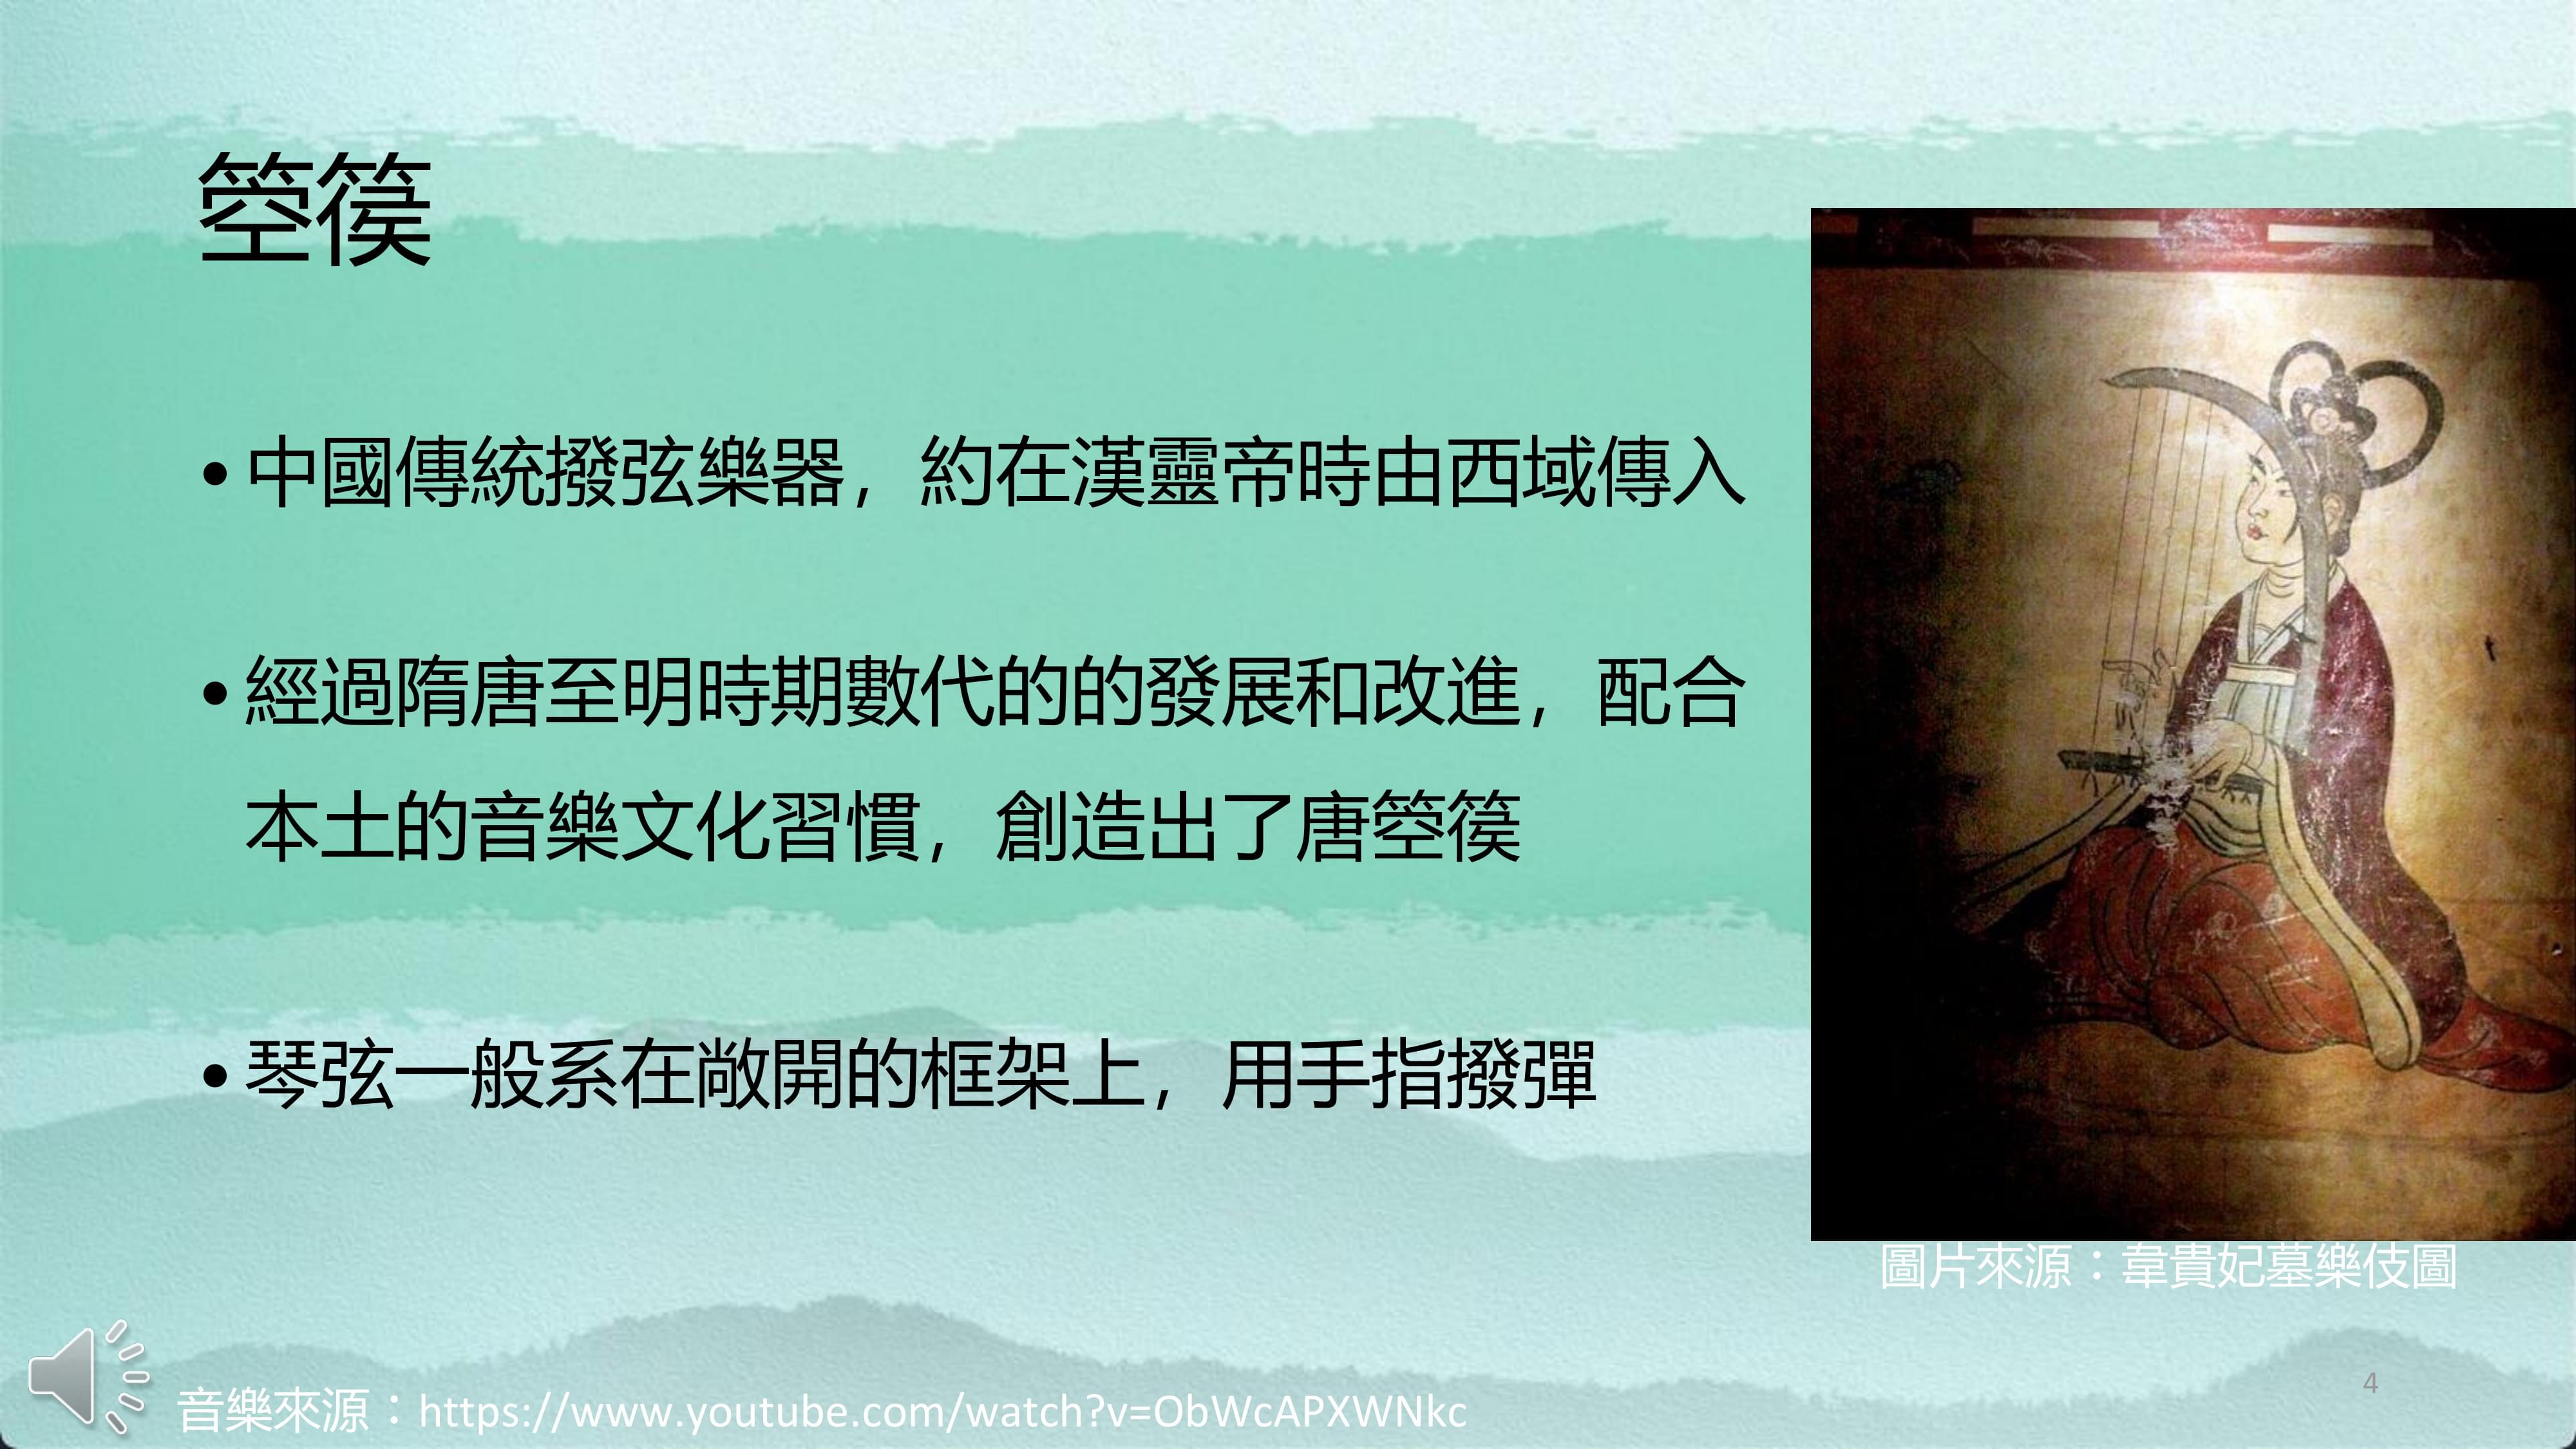 箜篌
• 中國傳統撥弦樂器，約在漢靈帝時由西域傳入
• 經過隋唐至明時期數代的的發展和改進，配合
本土的音樂文化習慣，創造出了唐箜篌
• 琴弦一般系在敞開的框架上，用手指撥彈
圖片來源：韋貴妃墓樂伎圖
音樂來源：https://www.youtube.com/watch?v=ObWcAPXWNkc
4